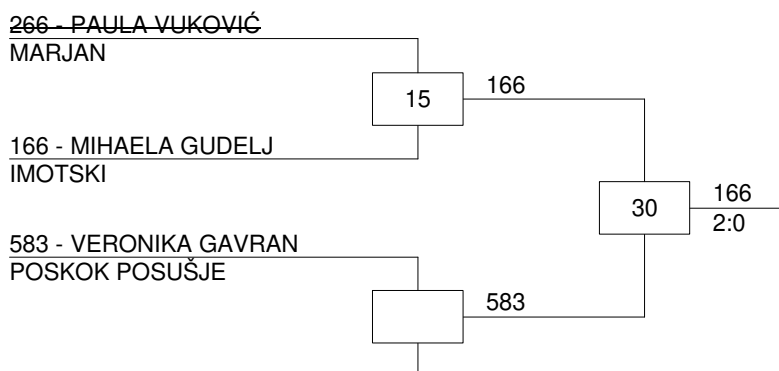 266 - PAULA VUKOVIĆ
MARJAN
15
166
166 - MIHAELA GUDELJ
IMOTSKI
30
166
2:0
583 - VERONIKA GAVRAN
POSKOK POSUŠJE
583